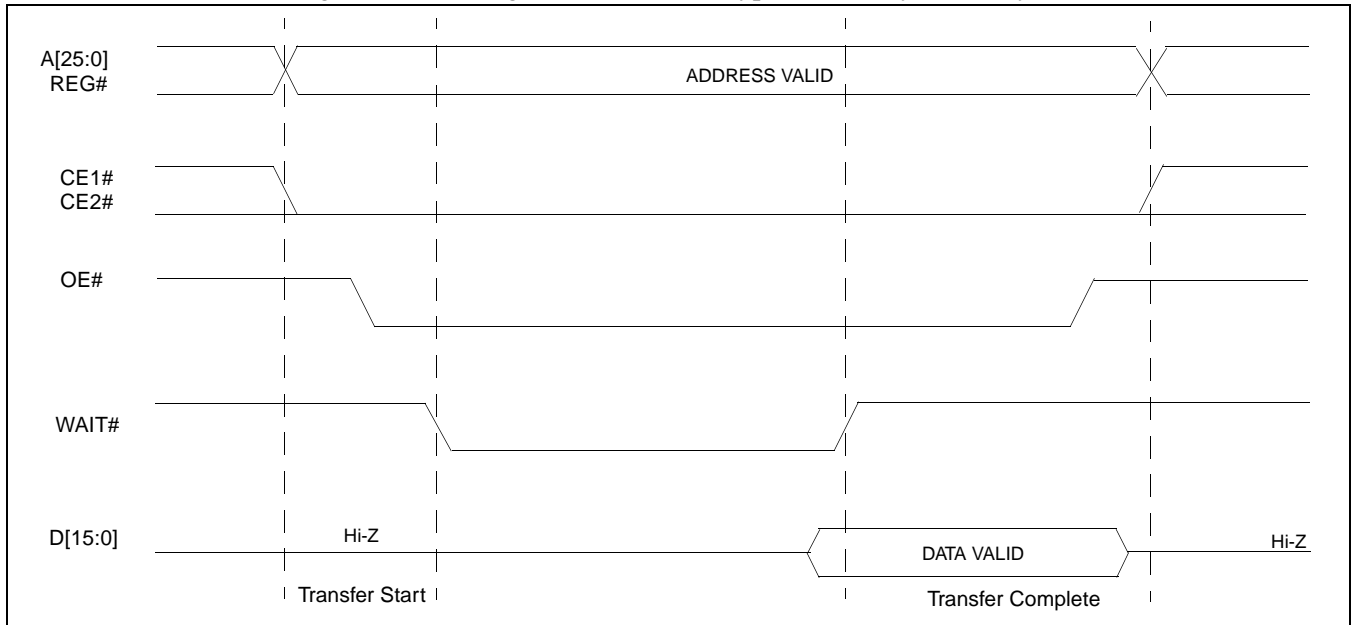 A[25:0]
REG#
ADDRESS VALID
CE1#
CE2#
OE#
WAIT#
D[15:0]
Hi-Z
DATA VALID
Hi-Z
Transfer Start
Transfer Complete